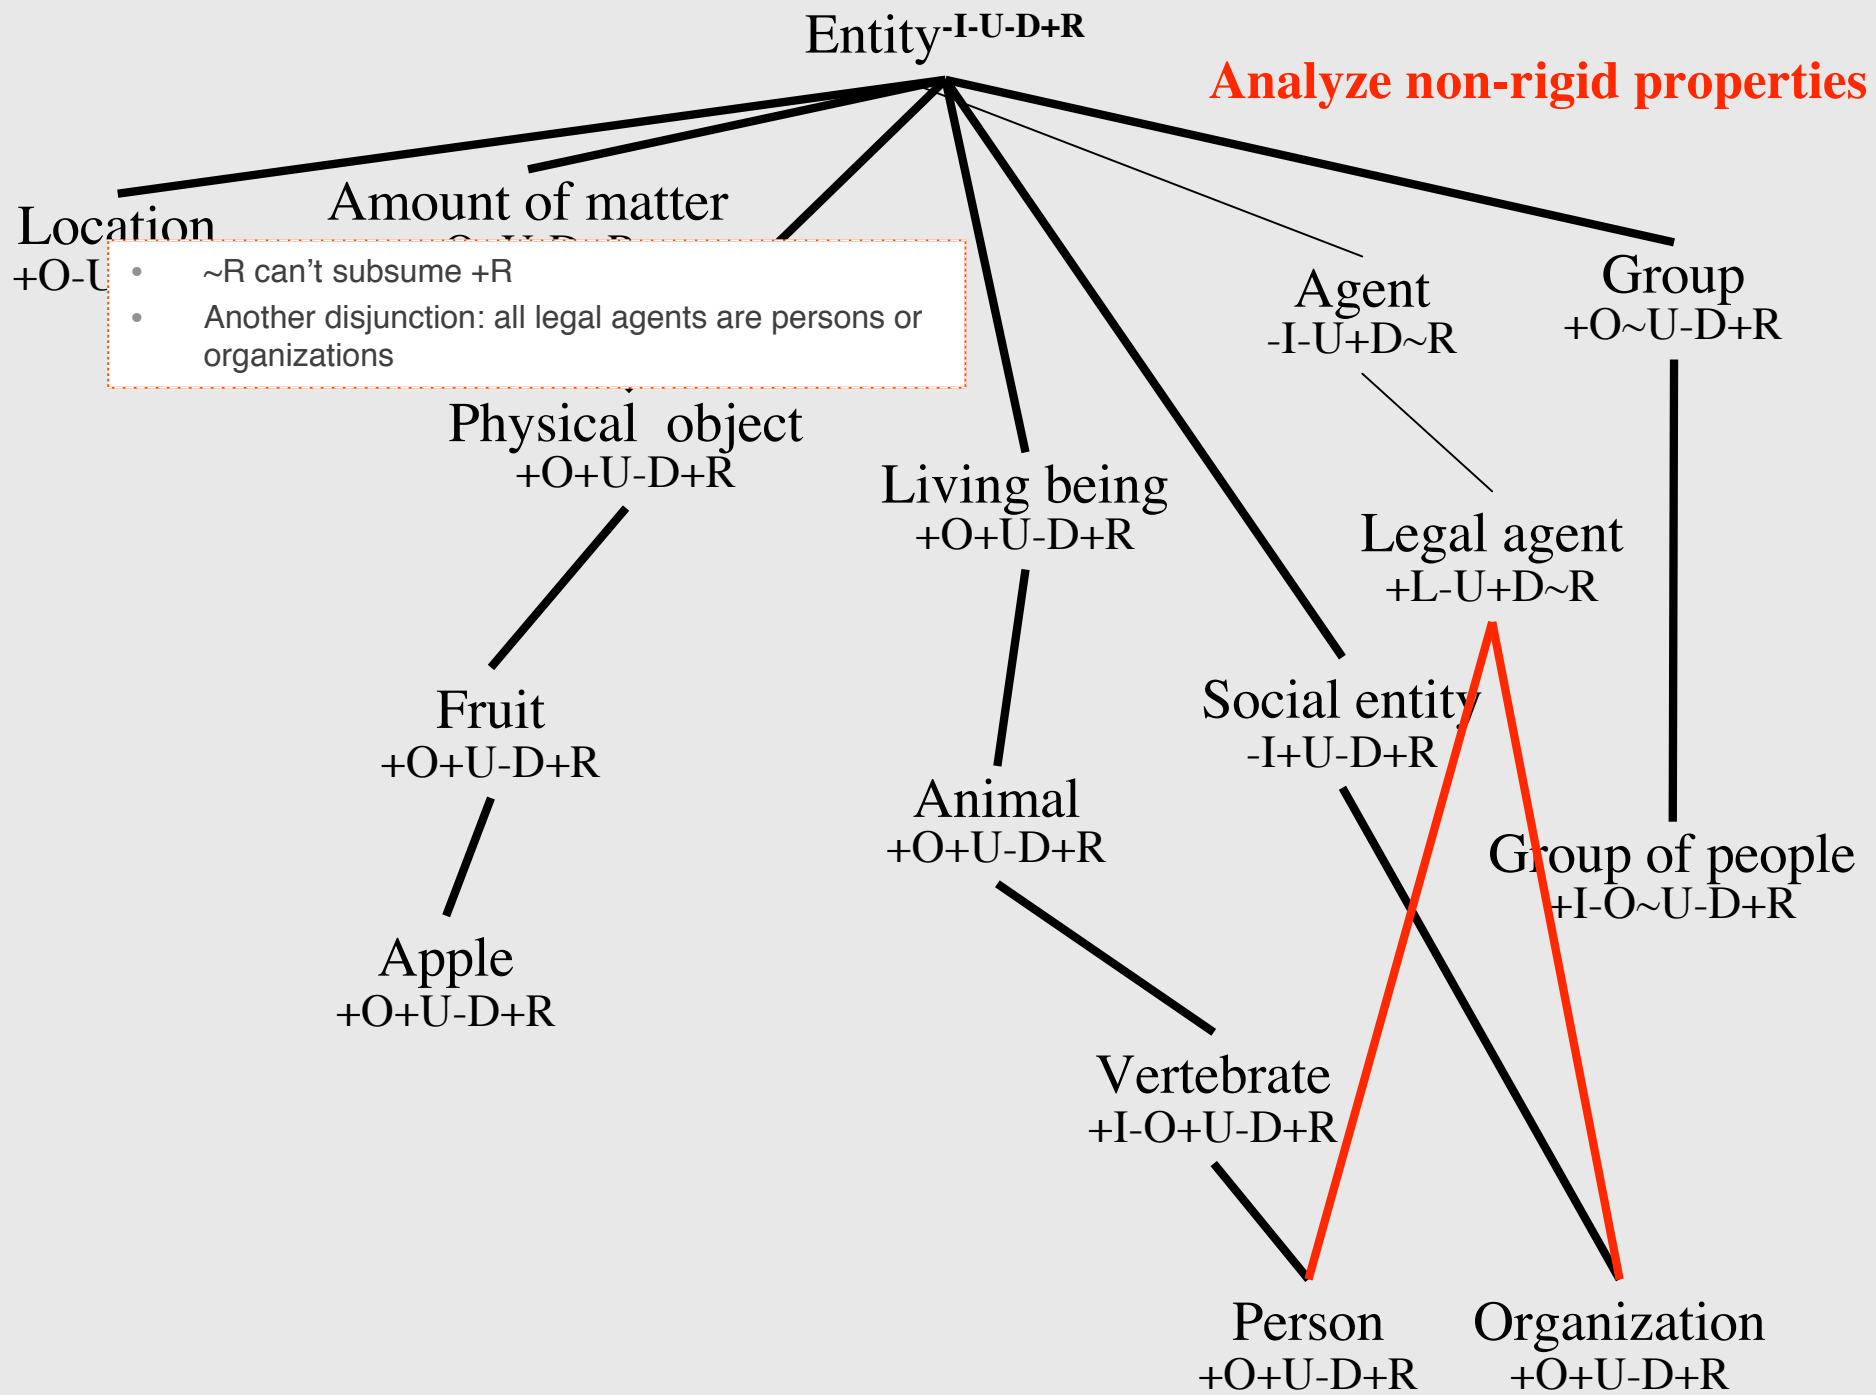 Entity-I-U-D+R
Analyze non-rigid properties
Location
+O-U
Amount of matter
• ~R can't subsume +R
• Another disjunction: all legal agents are persons or
organizations
Agent
-I-U+D~R
Group
+O~U-D+R
Physical object
+O+U-D+R
Living being
+O+U-D+R
Legal agent
+L-U+D~R
Fruit
+O+U-D+R
Social entity
-I+U-D+R
Animal
+O+U-D+R
Group of people
+I-O~U-D+R
Apple
+O+U-D+R
Vertebrate
+I-O+U-D+R
Person
+O+U-D+R
Organization
+O+U-D+R